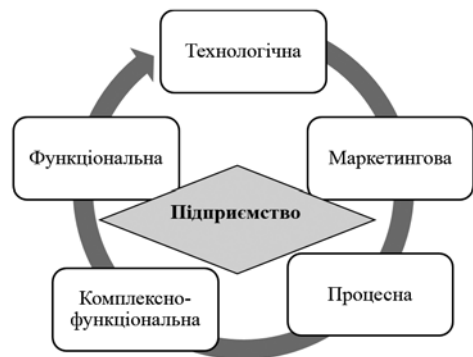 Технологічна
Функціональна
Маркетингова
Підприємство
Комплексно-
функціональна
Процесна